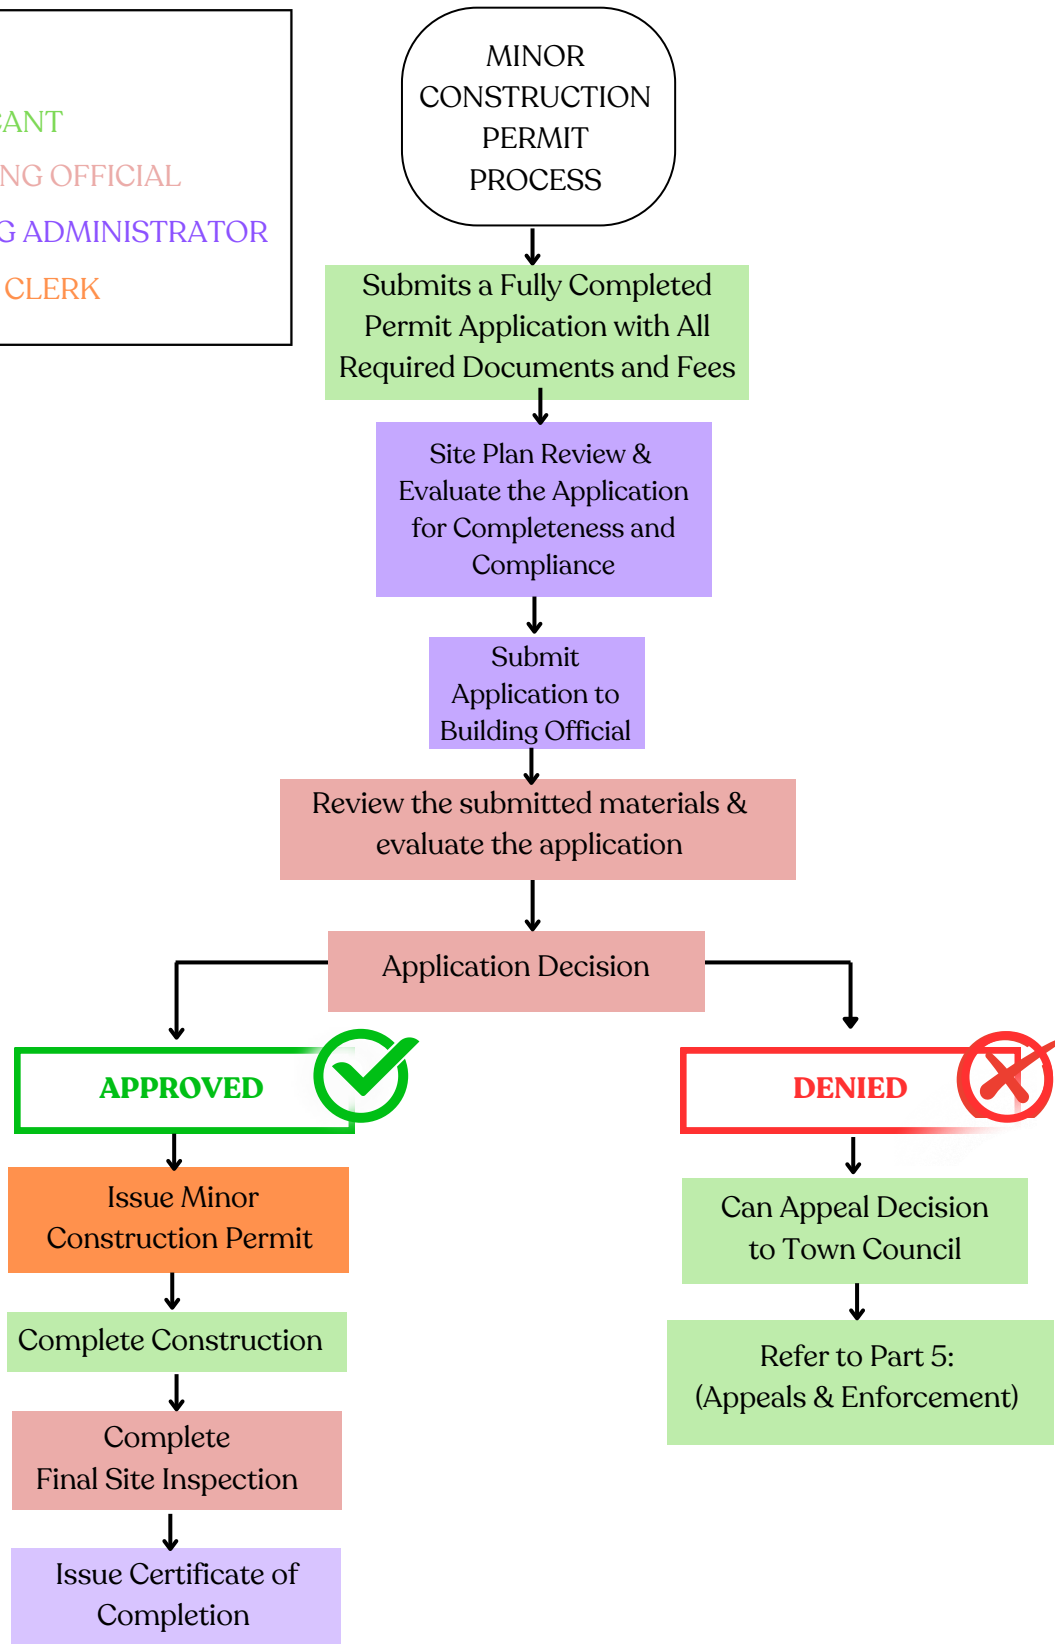 CANT
NG OFFICIAL
G ADMINISTRATOR
CLERK
MINOR
CONSTRUCTION
PERMIT
PROCESS
Submits a Fully Completed
Permit Application with All
Required Documents and Fees
Site Plan Review &
Evaluate the Application
for Completeness and
Compliance
Submit
Application to
Building Official
Review the submitted materials &
evaluate the application
Application Decision
APPROVED
DENIED
Issue Minor
Construction Permit
Complete Construction
Complete
Final Site Inspection
Issue Certificate of
Completion
Can Appeal Decision
to Town Council
Refer to Part 5:
(Appeals & Enforcement)